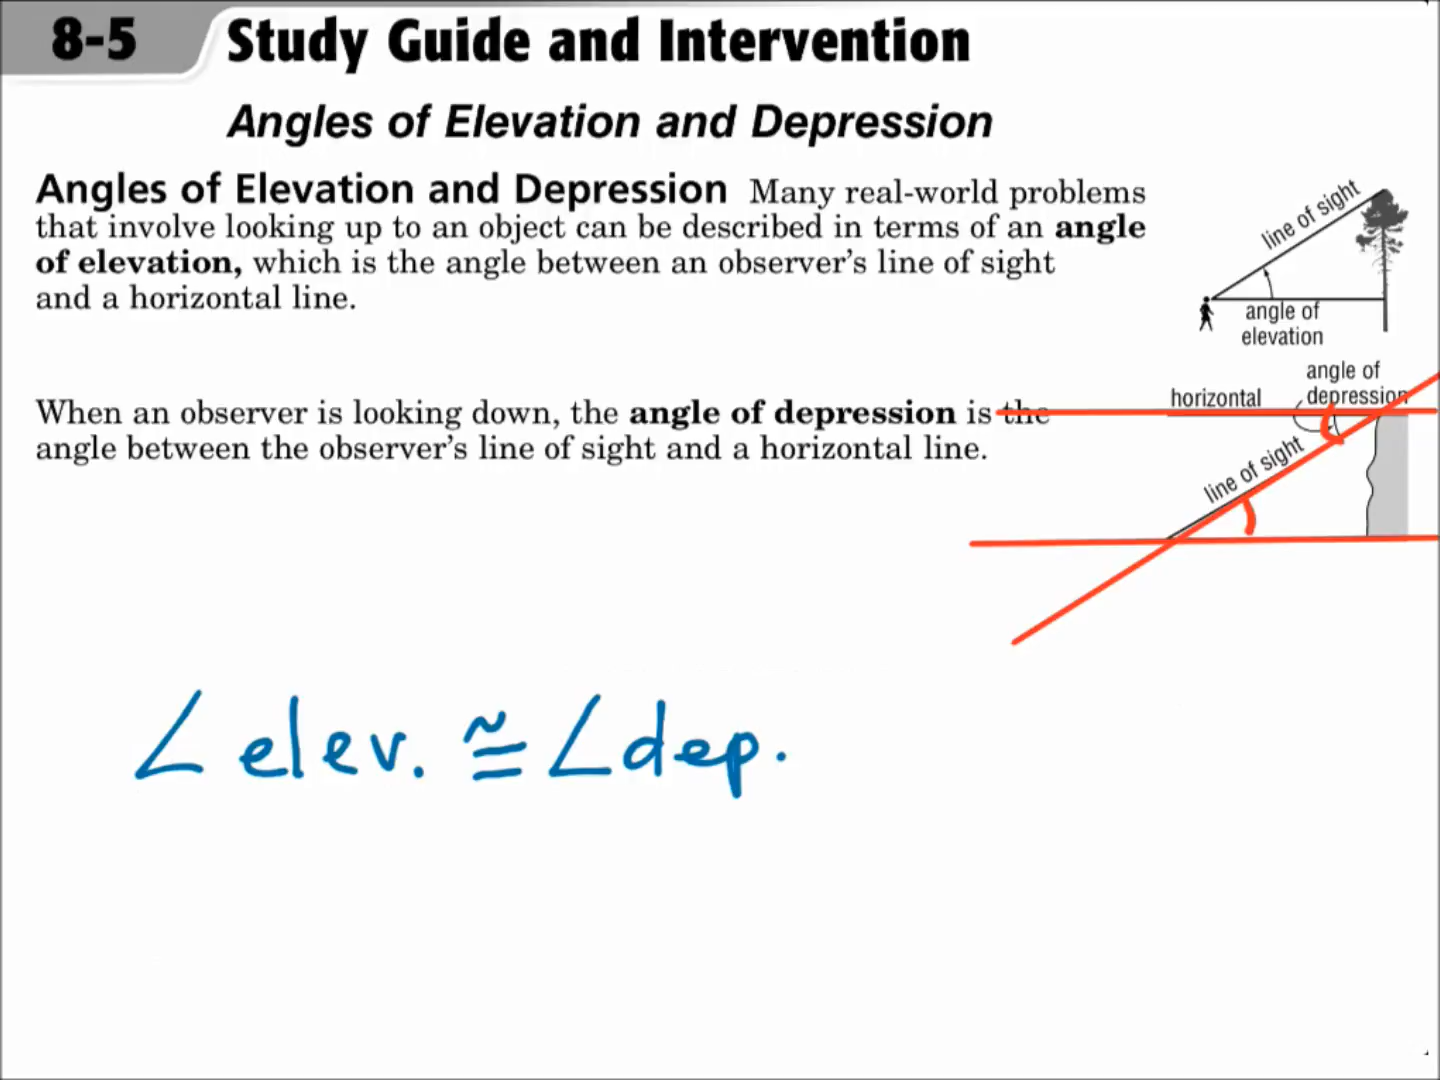 8-5 Study Guide and Intervention
Angles of Elevation and Depression
Angles of Elevation and Depression Many real-world problems
that involve looking up to an object can be described in terms of an angle
of elevation, which is the angle between an observer's line of sight
and a horizontal line.
line of sight
angle of
elevation
When an observer is looking down, the angle of depression is the
angle between the observer's line of sight and a horizontal line.
angle of
depression
horizontal
line of sight
∠ elev. ≅ ∠dep.